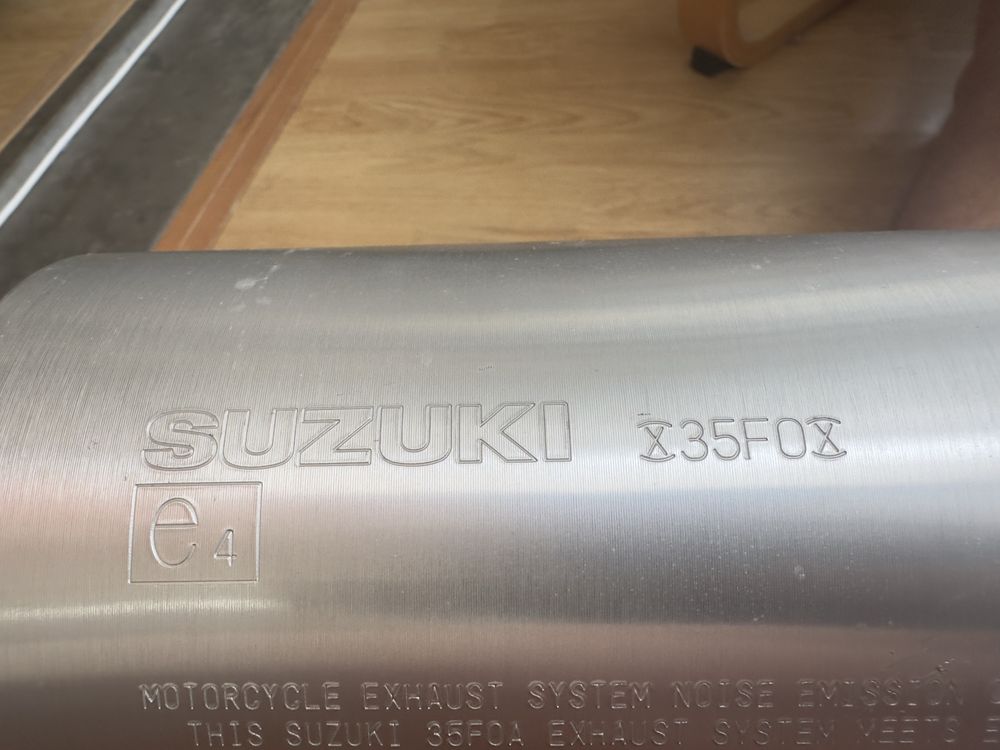 SUZUKI 35F0
e4
MOTORCYCLE EXHAUST SYSTEM NOISE EMISSION
THIS SUZUKI 35F0A EXHAUST SYSTEM MEETS